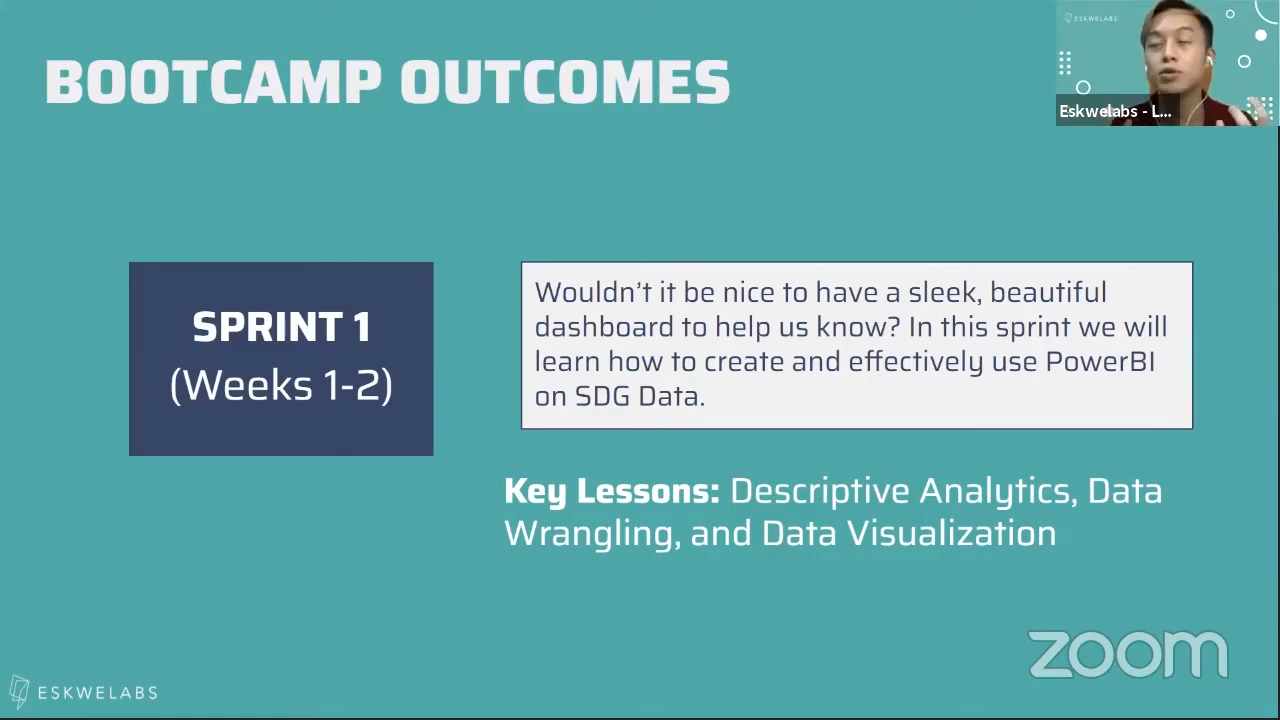 BOOTCAMP OUTCOMES
ESKWELABS
Eskwelabs - L...
SPRINT 1
(Weeks 1-2)
Wouldn't it be nice to have a sleek, beautiful
dashboard to help us know? In this sprint we will
learn how to create and effectively use PowerBI
on SDG Data.
Key Lessons: Descriptive Analytics, Data
Wrangling, and Data Visualization
zoom
ESKWELABS